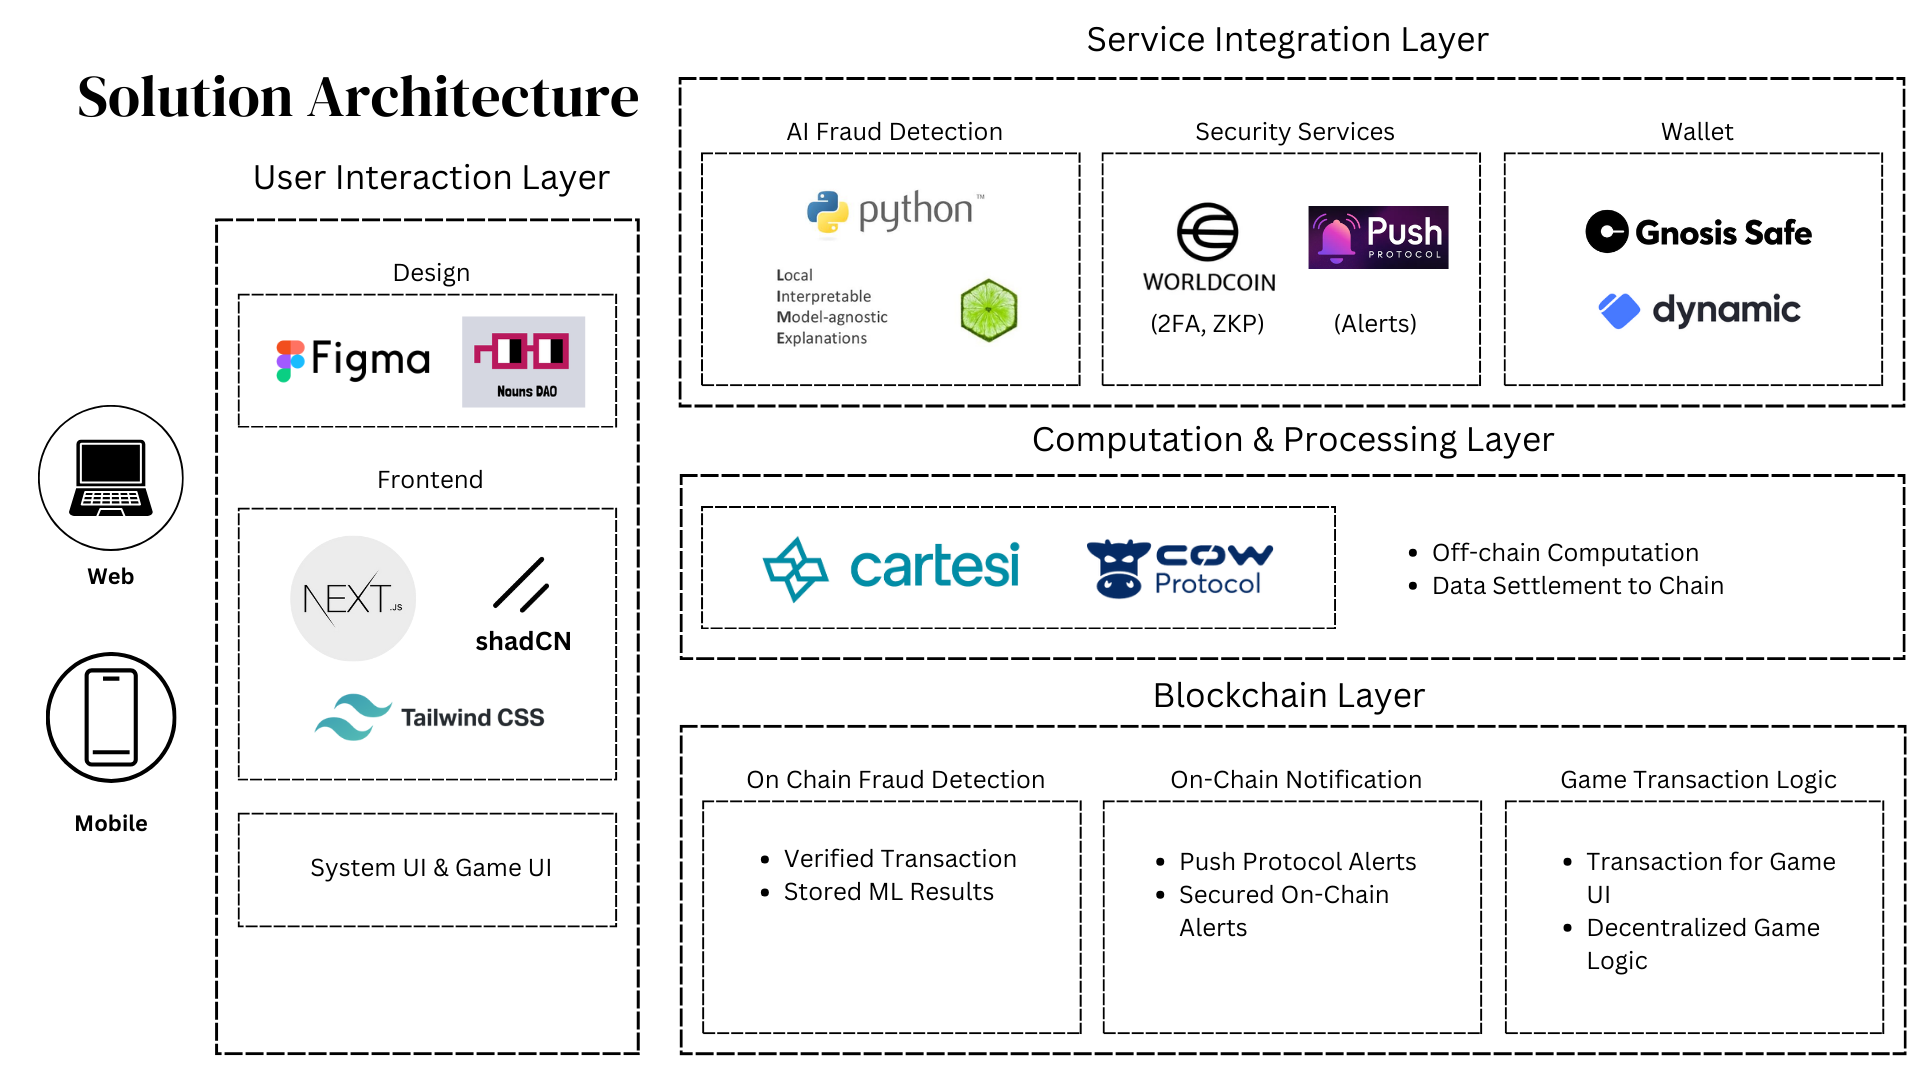 Solution Architecture
User Interaction Layer
Design
Figma
Nouns DAO
Frontend
NEXT.JS
shadCN
Tailwind CSS
System UI & Game UI
Web
Mobile
Service Integration Layer
AI Fraud Detection
python™
Local
Interpretable
Model-agnostic
Explanations
Security Services
WORLDCOIN
(2FA, ZKP)
Push
PROTOCOL
(Alerts)
Wallet
Gnosis Safe
dynamic
Computation & Processing Layer
cartesi
COW
Protocol
• Off-chain Computation
• Data Settlement to Chain
Blockchain Layer
On Chain Fraud Detection
• Verified Transaction
• Stored ML Results
On-Chain Notification
• Push Protocol Alerts
• Secured On-Chain
Alerts
Game Transaction Logic
• Transaction for Game
UI
• Decentralized Game
Logic